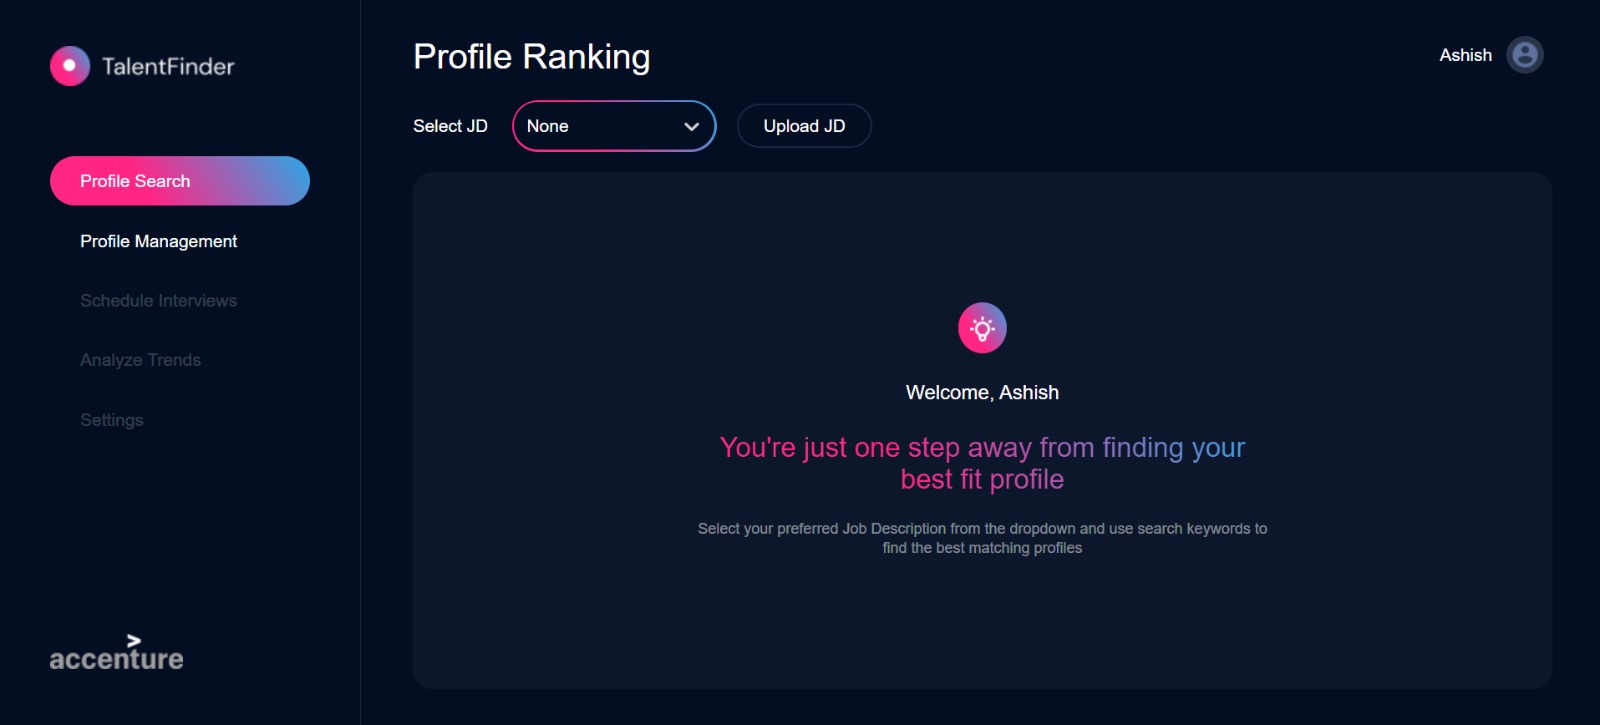 TalentFinder
Profile Search
Profile Management
Schedule Interviews
Analyze Trends
Settings
accenture
Profile Ranking
Ashish
Select JD
None
Upload JD
Welcome, Ashish
You're just one step away from finding your
best fit profile
Select your preferred Job Description from the dropdown and use search keywords to
find the best matching profiles